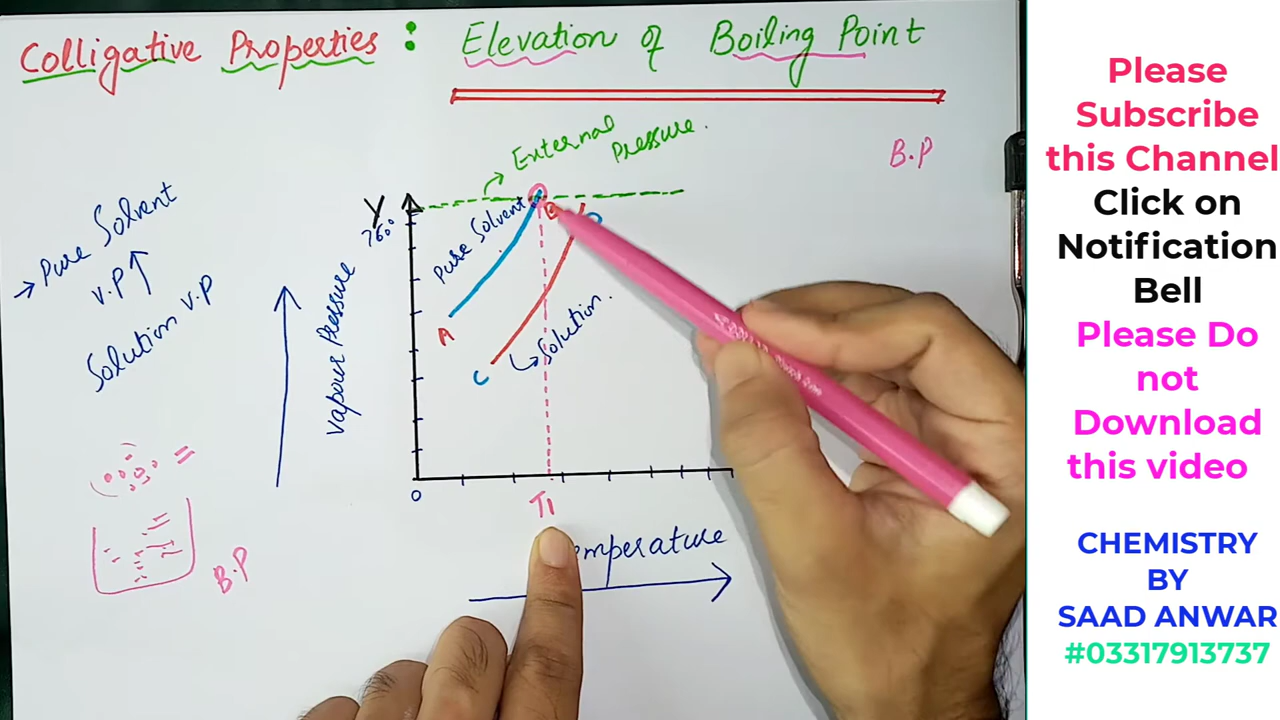 Colligative Properties : Elevation of Boiling Point
External Pressure.
B.P
→ Pure Solvent
V.P ↑
Solution V.P
Y
760
Vapour Pressure
Pure Solvent
B
D
A
C
Solution.
0
T1
emperature
B.P
Please
Subscribe
this Channel
Click on
Notification
Bell
Please Do
not
Download
this video
CHEMISTRY
BY
SAAD ANWAR
#03317913737